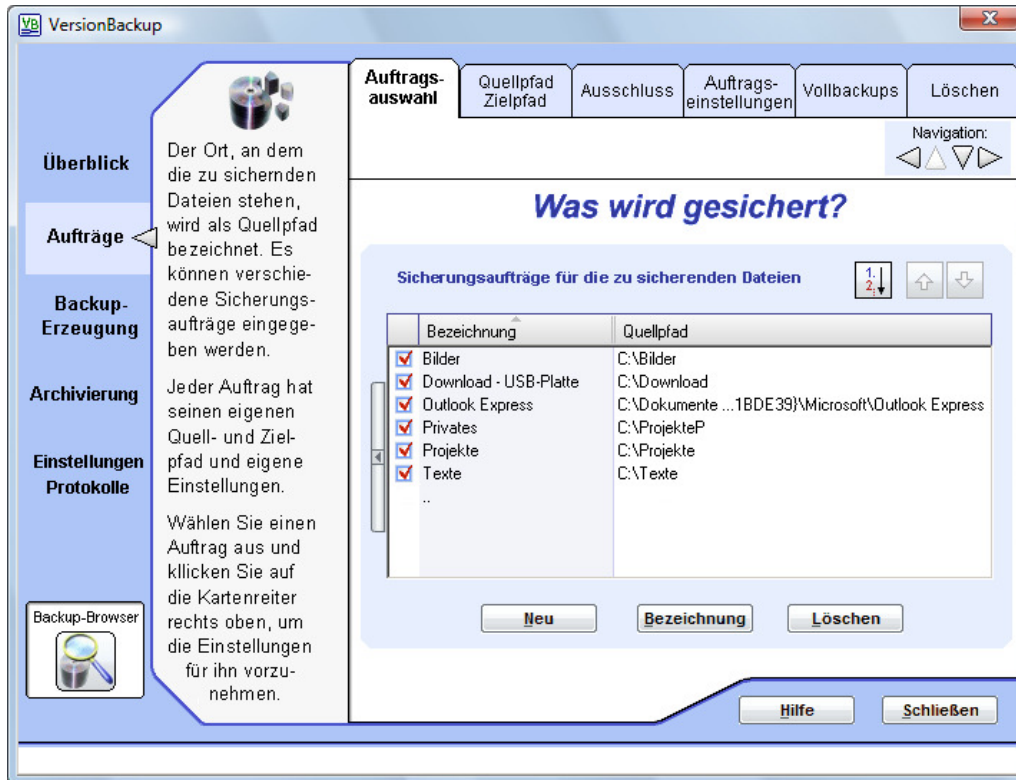 VersionBackup
Überblick
Aufträge
Backup-
Erzeugung
Archivierung
Einstellungen
Protokolle
Backup-Browser
Der Ort, an dem
die zu sichernden
Dateien stehen,
wird als Quellpfad
bezeichnet. Es
können verschie-
dene Sicherungs-
aufträge eingege-
ben werden.
Jeder Auftrag hat
seinen eigenen
Quell- und Ziel-
pfad und eigene
Einstellungen.
Wählen Sie einen
Auftrag aus und
kllicken Sie auf
die Kartenreiter
rechts oben, um
die Einstellungen
für ihn vorzu-
nehmen.
Auftrags-
auswahl
Quellpfad
Zielpfad
Ausschluss
Auftrags-
einstellungen
Vollbackups
Löschen
Navigation:
Was wird gesichert?
Sicherungsaufträge für die zu sicherenden Dateien
1.
2.
Bezeichnung Quellpfad
Bilder C:\Bilder
Download - USB-Platte C:\Download
Outlook Express C:\Dokumente ...1BDE39}\Microsoft\Outlook Express
Privates C:\ProjekteP
Projekte C:\Projekte
Texte C:\Texte
..
Neu Bezeichnung Löschen
Hilfe Schließen